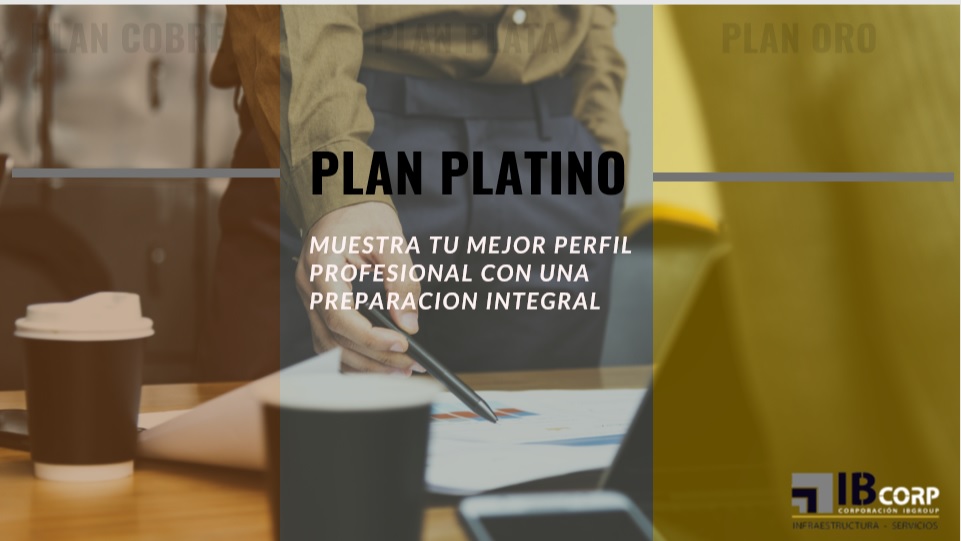 PLAN COBRE
PLAN PLATA
PLAN ORO
PLAN PLATINO
MUESTRA TU MEJOR PERFIL
PROFESIONAL CON UNA
PREPARACION INTEGRAL
IB CORP
CORPORACIÓN IBGROUP
INFRAESTRUCTURA - SERVICIOS